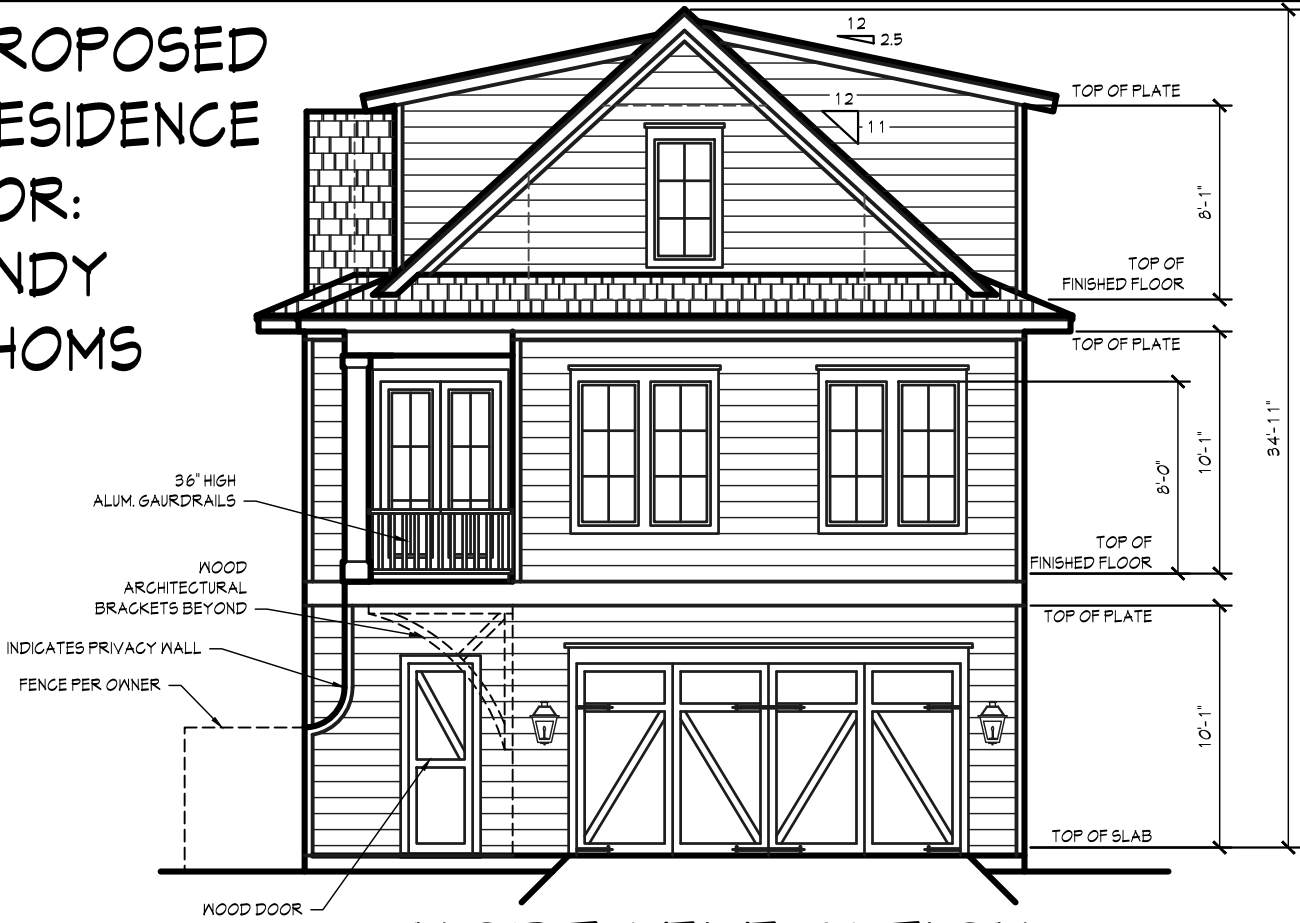 ROPOSED
ESIDENCE
OR:
NDY
HOMS
12
2.5
12
11
TOP OF PLATE
8'-1"
TOP OF
FINISHED FLOOR
TOP OF PLATE
34'-11"
10'-1"
8'-0"
TOP OF
FINISHED FLOOR
TOP OF PLATE
10'-1"
TOP OF SLAB
36" HIGH
ALUM. GAURDRAILS
WOOD
ARCHITECTURAL
BRACKETS BEYOND
INDICATES PRIVACY WALL
FENCE PER OWNER
WOOD DOOR